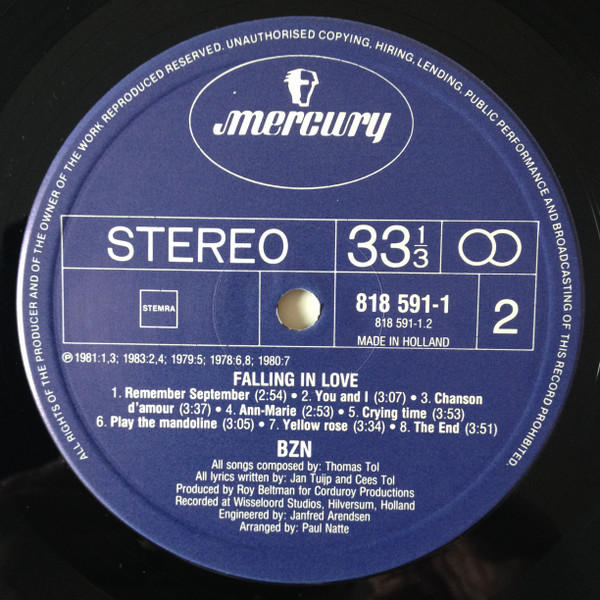 ALL RIGHTS OF THE PRODUCER AND OF THE OWNER OF THE WORK REPRODUCED RESERVED. UNAUTHORISED COPYING, HIRING, LENDING, PUBLIC PERFORMANCE AND BROADCASTING OF THIS RECORD PROHIBITED.
mercury
STEREO 33 1/3
STEMRA
818 591-1
818 591-1.2
MADE IN HOLLAND
2
℗1981:1,3; 1983:2,4; 1979:5; 1978:6,8; 1980:7
FALLING IN LOVE
1. Remember September (2:54) • 2. You and I (3:07) • 3. Chanson
d'amour (3:37) • 4. Ann-Marie (2:53) • 5. Crying time (3:53)
6. Play the mandoline (3:05) • 7. Yellow rose (3:34) • 8. The End (3:51)
BZN
All songs composed by: Thomas Tol
All lyrics written by: Jan Tuijp and Cees Tol
Produced by Roy Beltman for Corduroy Productions
Recorded at Wisseloord Studios, Hilversum, Holland
Engineered by: Janfred Arendsen
Arranged by: Paul Natte